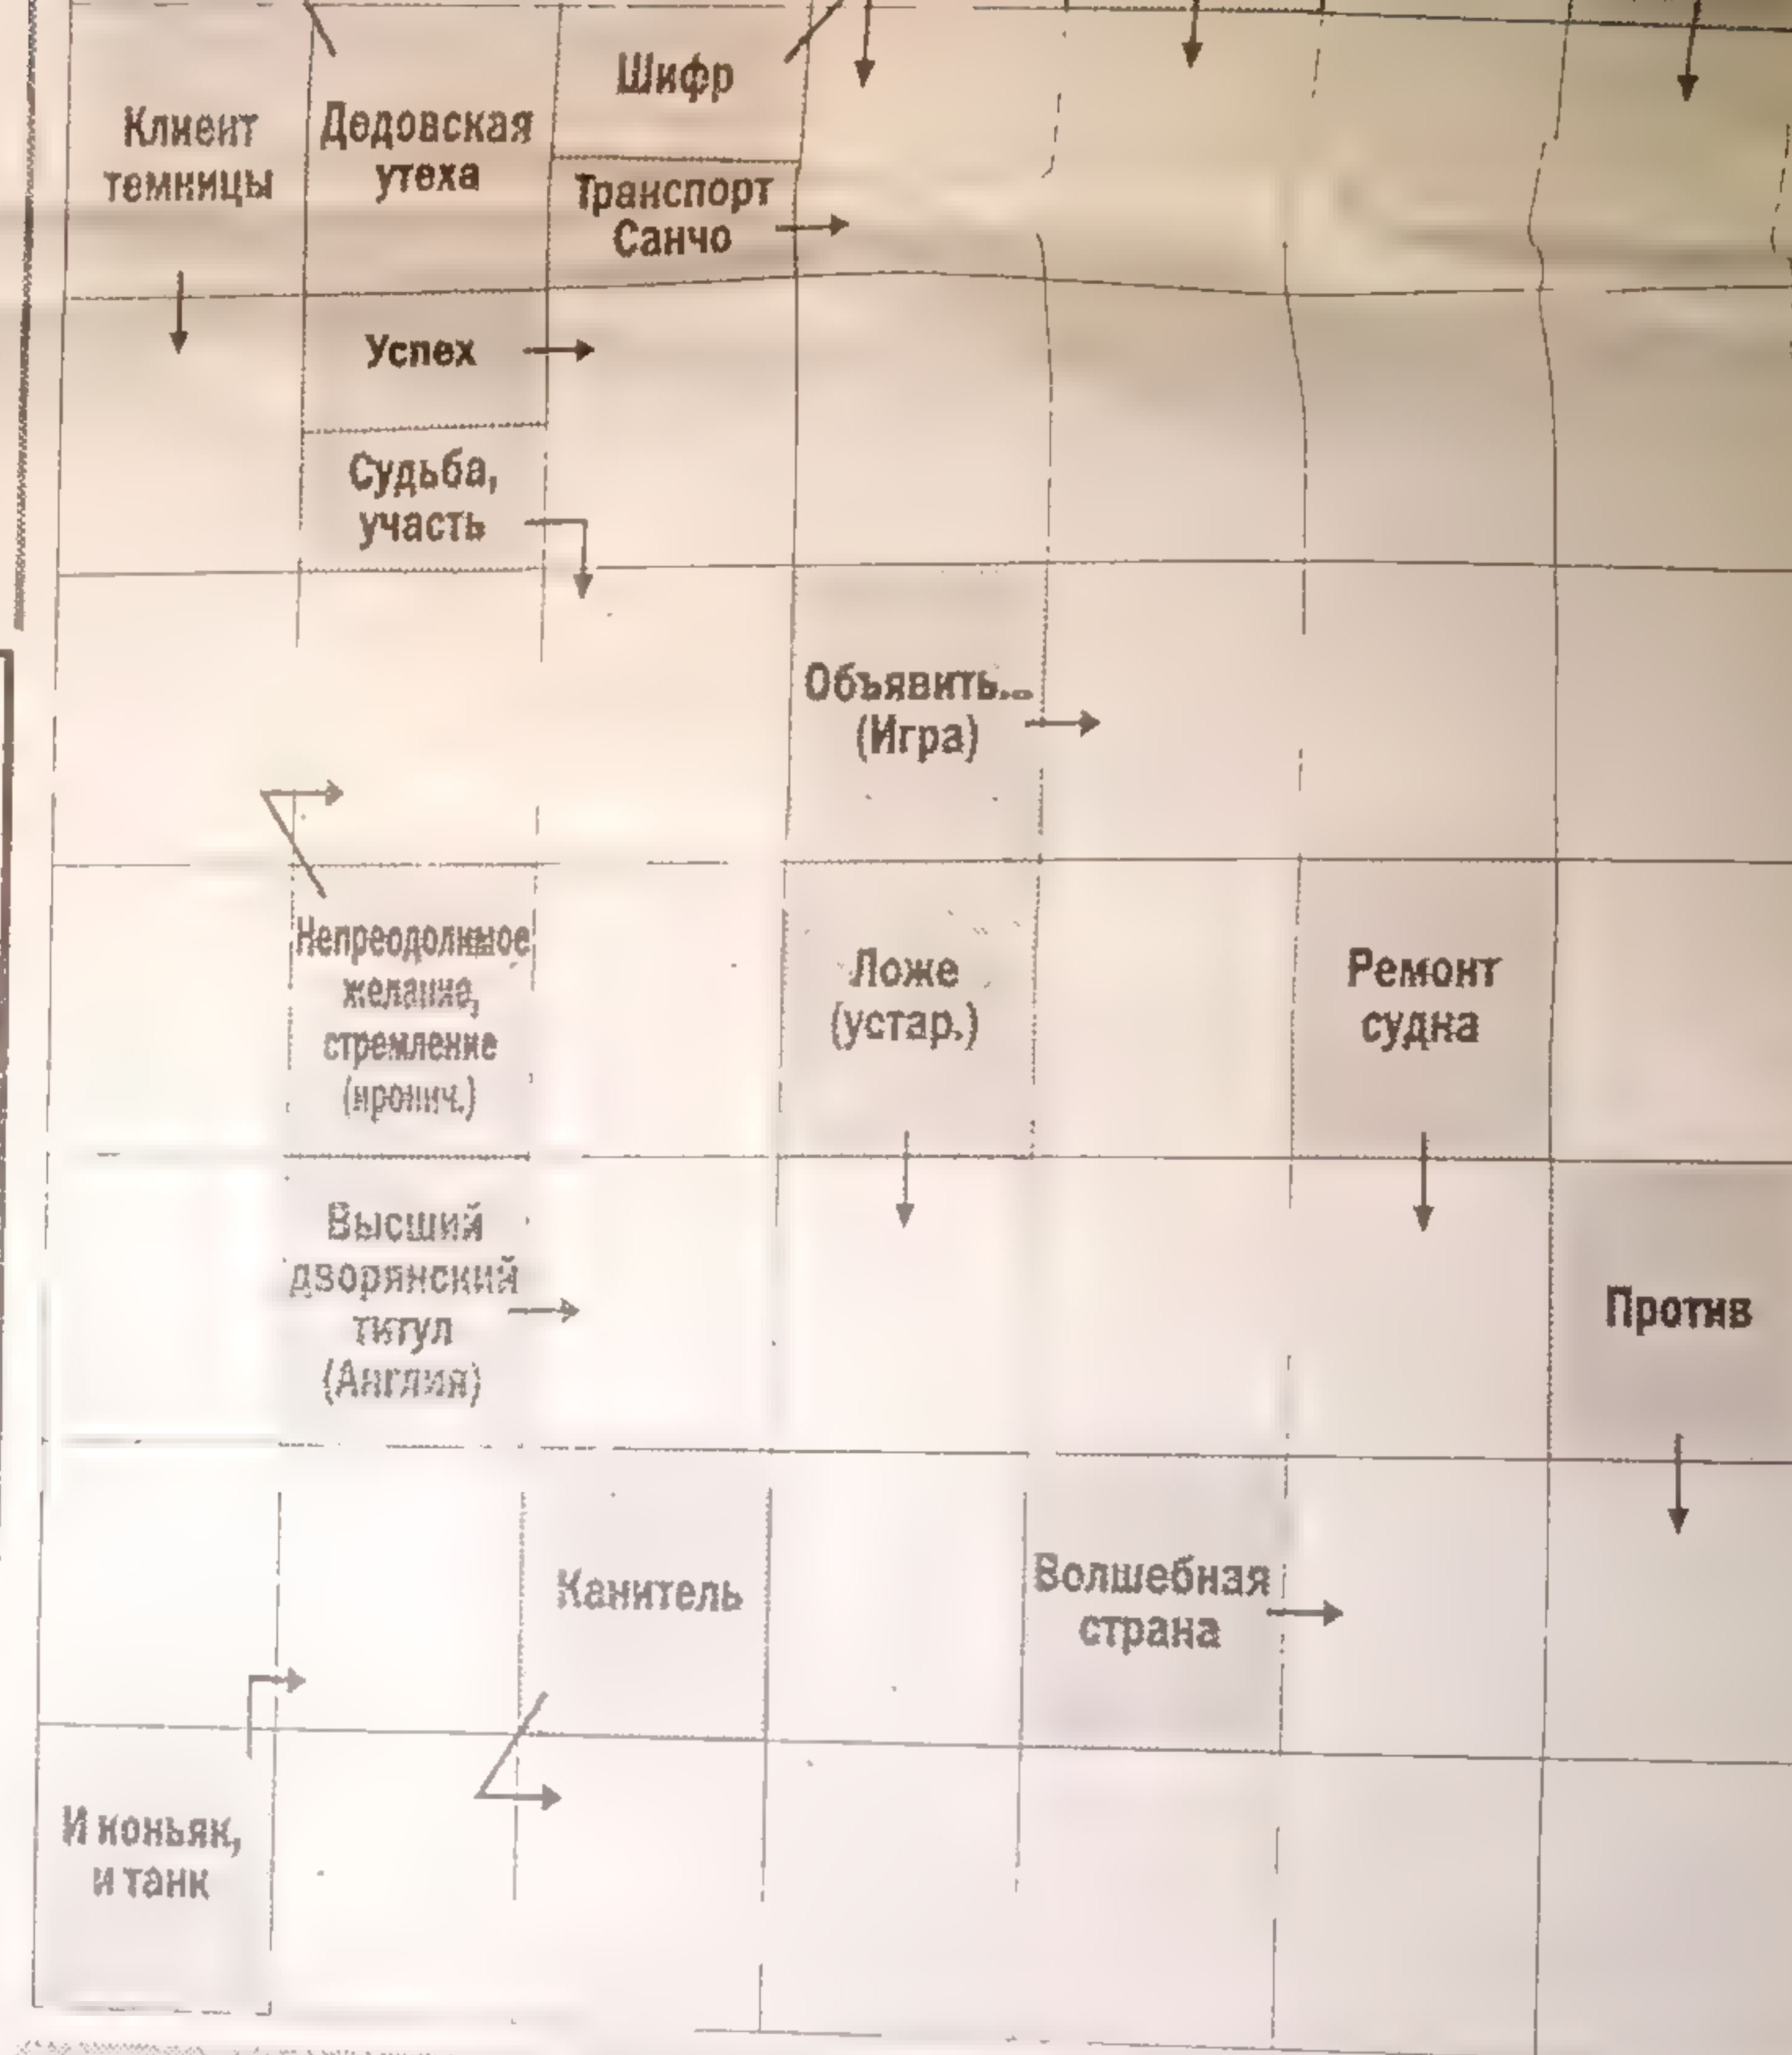 Клиент
темницы
Дедовская
утеха
Шифр
Транспорт
Санчо
Успех
Судьба,
участь
Объявить...
(Игра)
Непреодолимое
желание,
стремление
(иронич.)
Ложе
(устар.)
Ремонт
судна
Высший
дворянский
титул
(Англия)
Против
Канитель
Волшебная
страна
И коньяк,
и танк